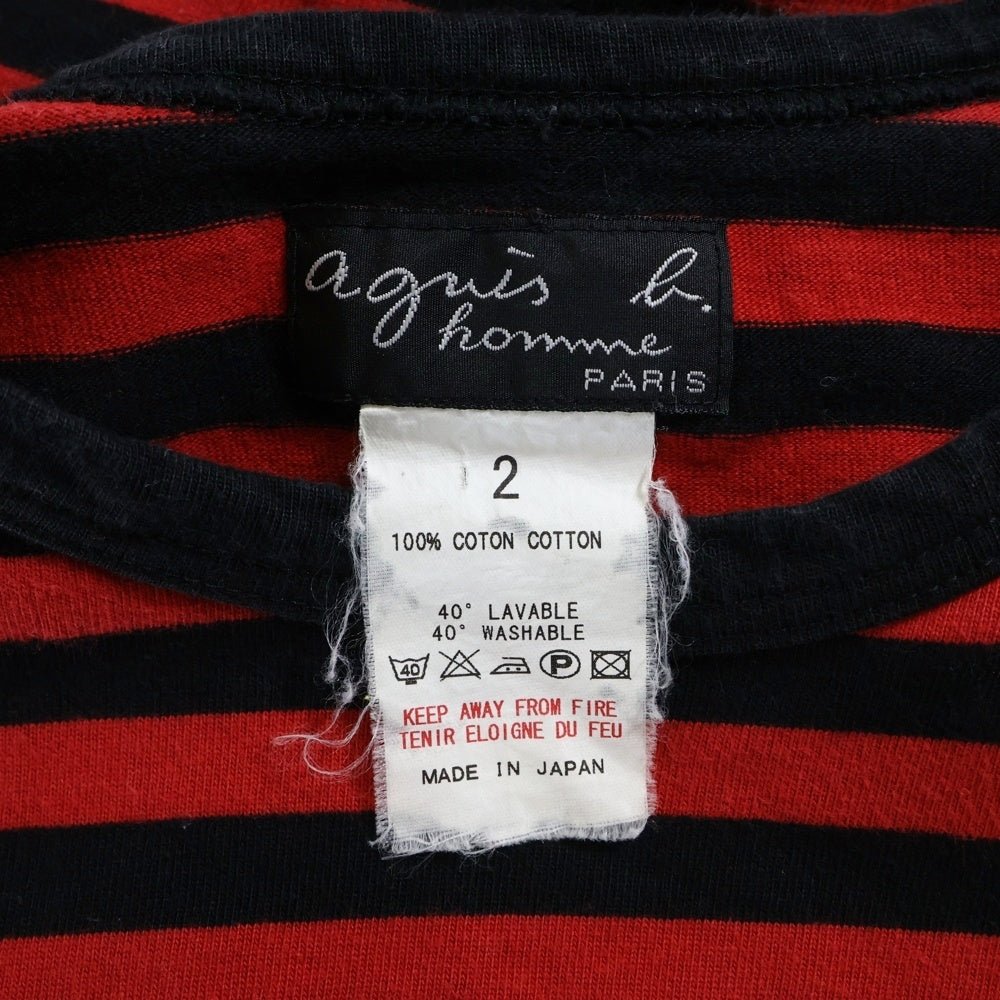 agnès b.
homme
PARIS
2
100% COTON COTTON
40° LAVABLE
40° WASHABLE
40 P
KEEP AWAY FROM FIRE
TENIR ELOIGNE DU FEU
MADE IN JAPAN